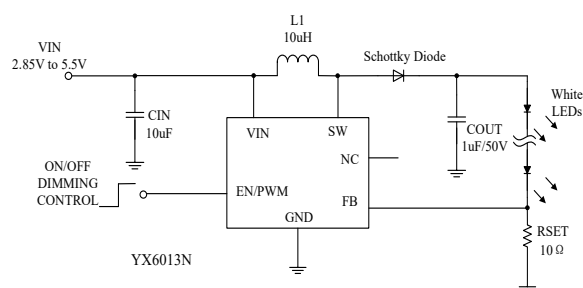 L1
10uH
VIN
2.85V to 5.5V
Schottky Diode
White
LEDs
CIN
10uF
COUT
1uF/50V
VIN
SW
NC
ON/OFF
DIMMING
CONTROL
EN/PWM
FB
GND
RSET
10Ω
YX6013N